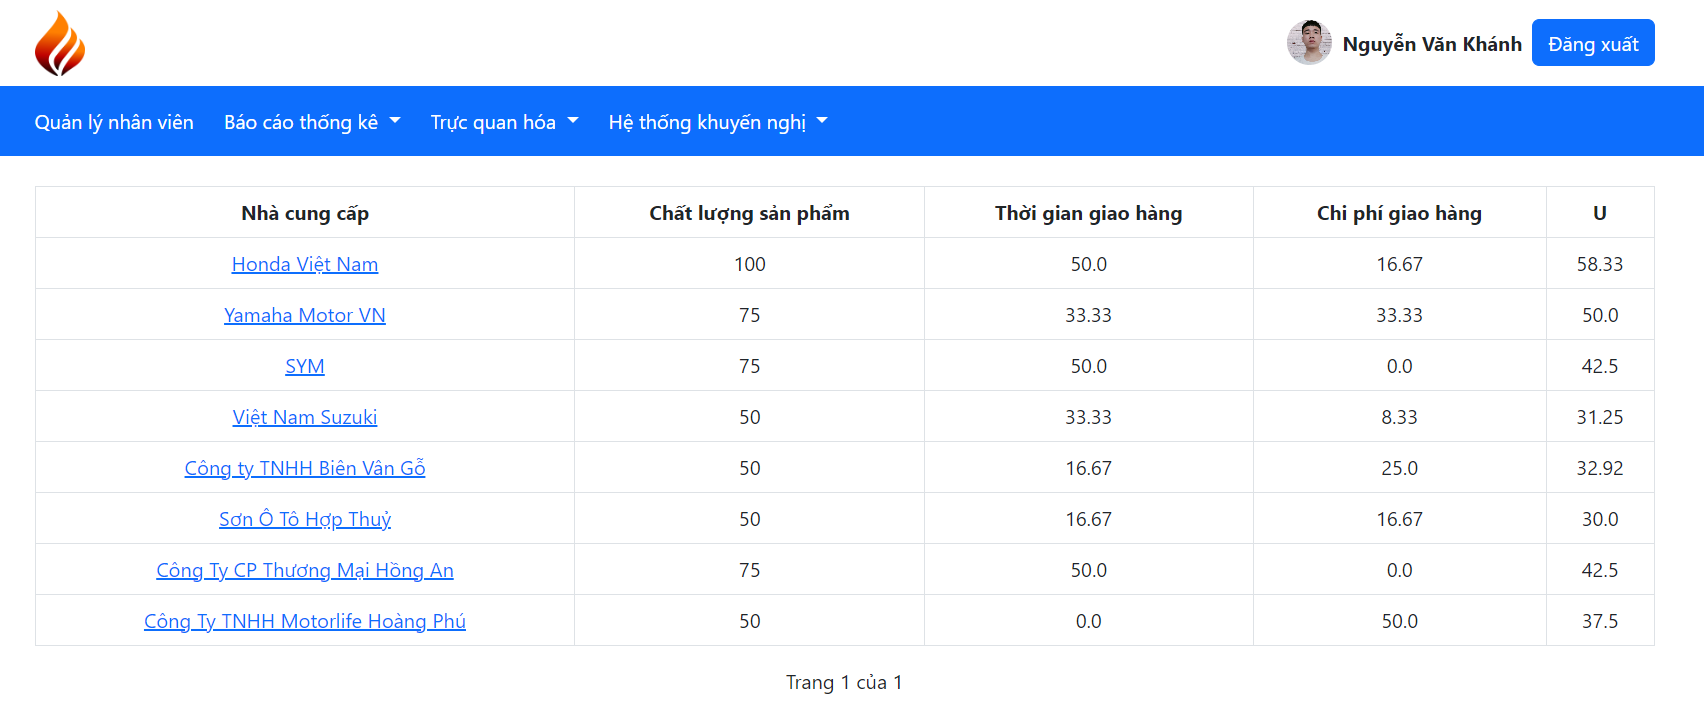 Nguyễn Văn Khánh Đăng xuất
Quản lý nhân viên Báo cáo thống kê Trực quan hóa Hệ thống khuyến nghị
Nhà cung cấp Chất lượng sản phẩm Thời gian giao hàng Chi phí giao hàng U
Honda Việt Nam 100 50.0 16.67 58.33
Yamaha Motor VN 75 33.33 33.33 50.0
SYM 75 50.0 0.0 42.5
Việt Nam Suzuki 50 33.33 8.33 31.25
Công ty TNHH Biên Vân Gỗ 50 16.67 25.0 32.92
Sơn Ô Tô Hợp Thuỷ 50 16.67 16.67 30.0
Công Ty CP Thương Mại Hồng An 75 50.0 0.0 42.5
Công Ty TNHH Motorlife Hoàng Phú 50 0.0 50.0 37.5
Trang 1 của 1